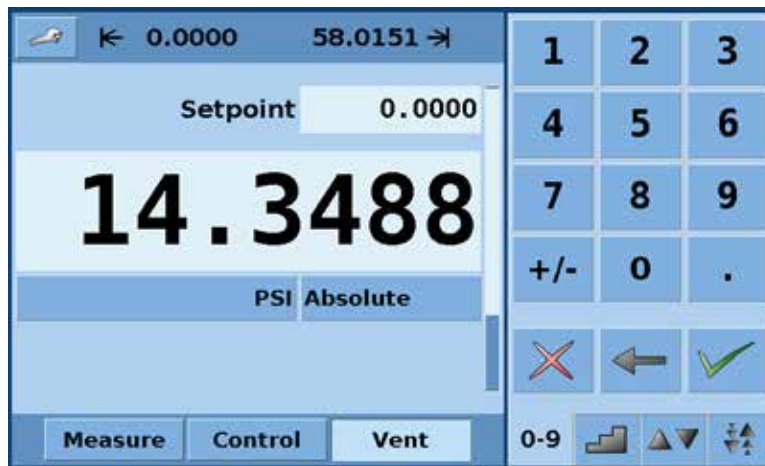 0.0000 58.0151
Setpoint 0.0000
14.3488
PSI Absolute
Measure Control Vent
1 2 3
4 5 6
7 8 9
+/- 0 .
0-9